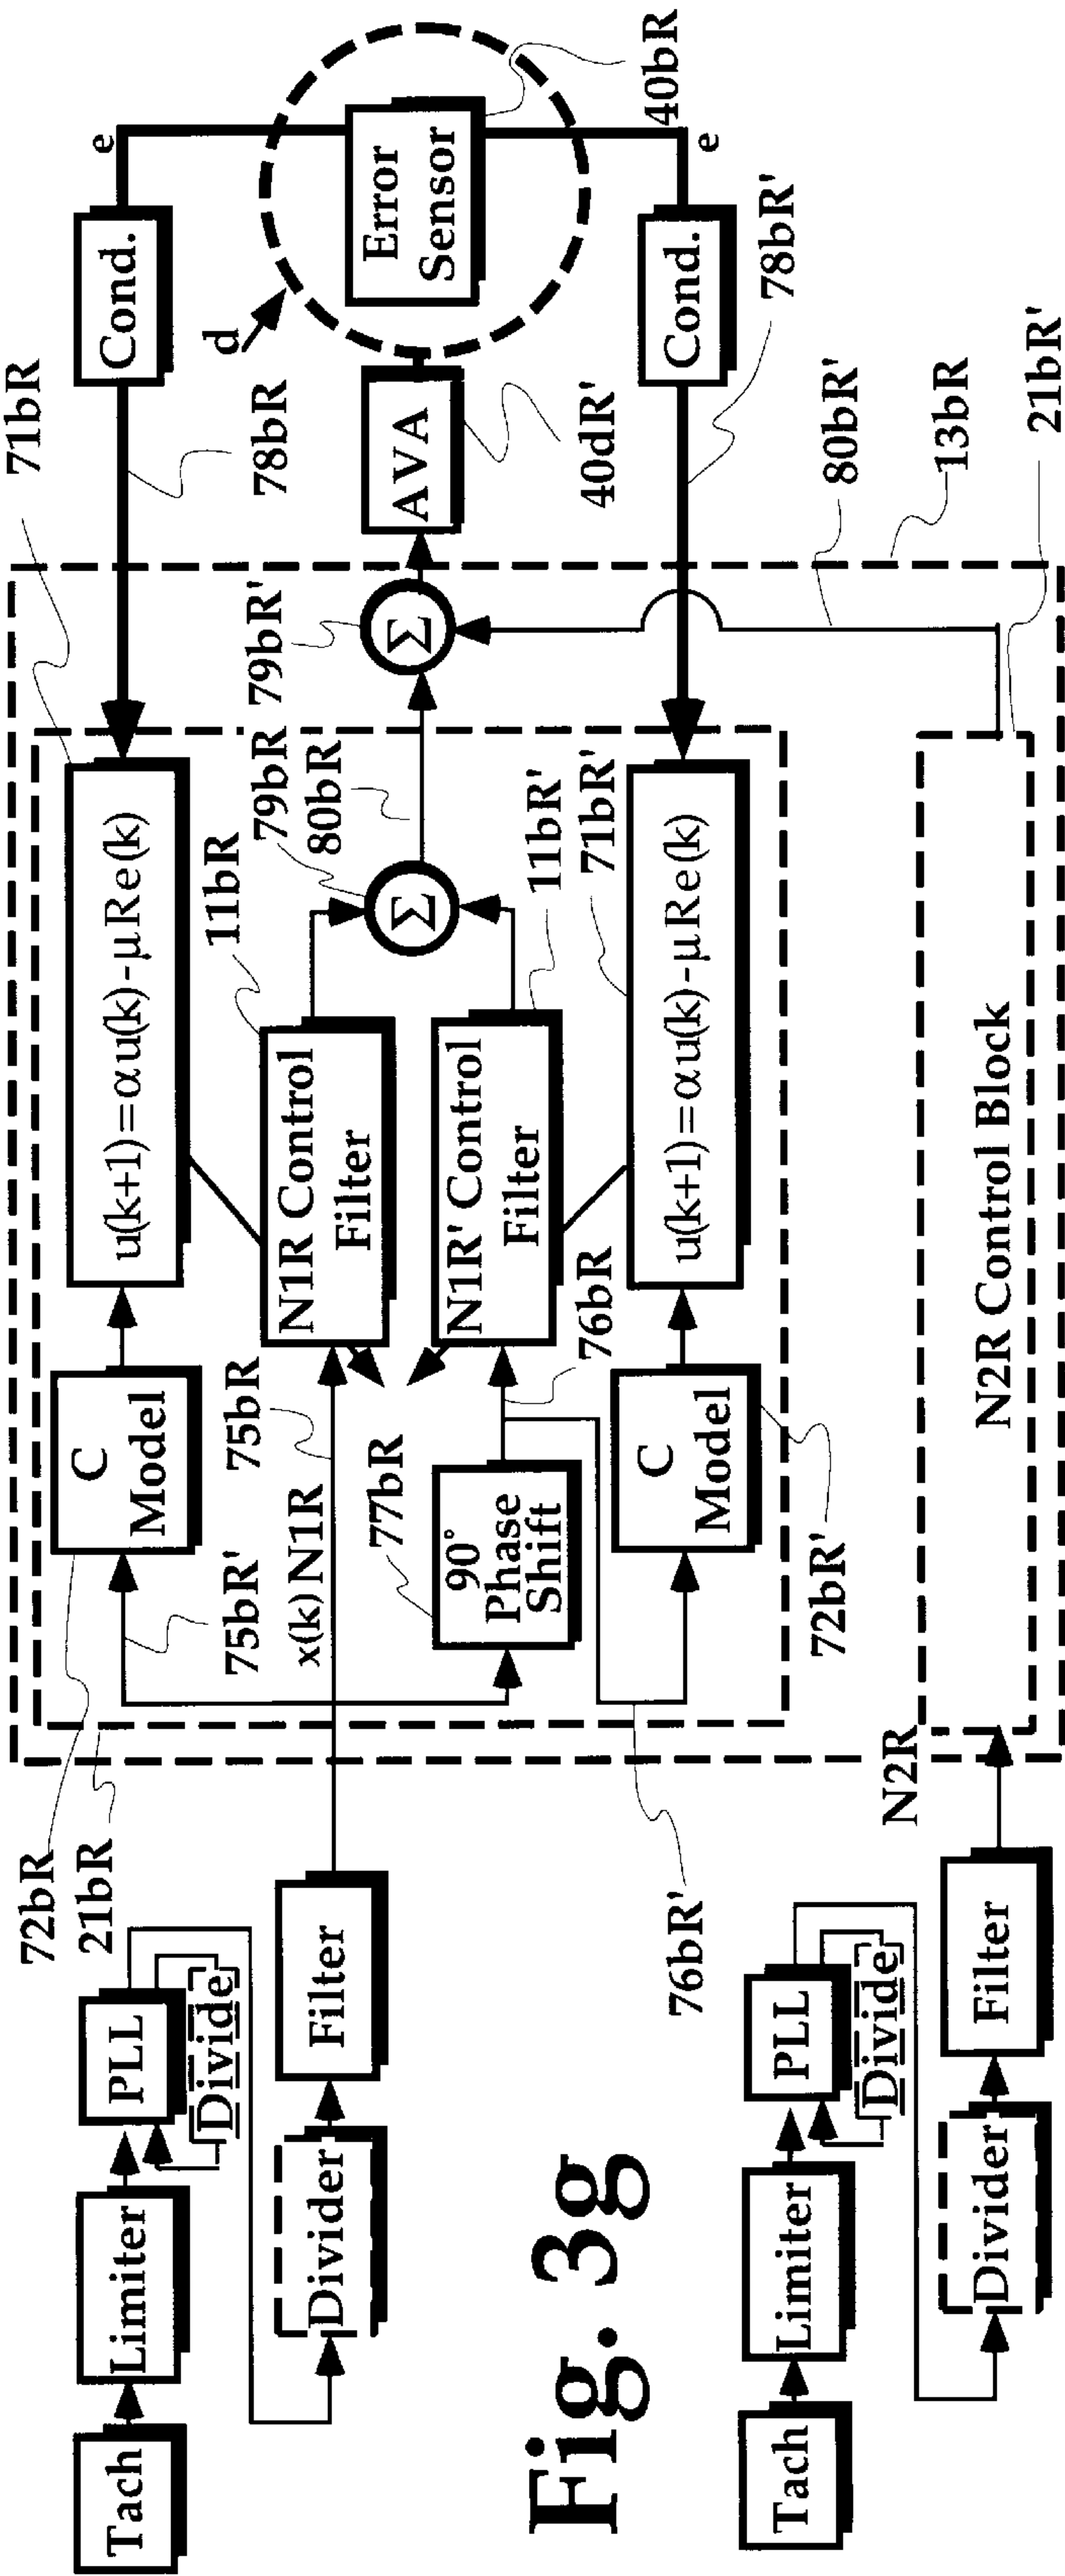 Tach
Limiter
PLL
Divide
Divider
Filter
72bR
21bR
C
Model
75bR'
x(k) N1R
75bR
u(k+1)=αu(k)-μRe(k)
71bR
11bR
N1R Control
Filter
79bR
80bR
Σ
79bR'
Σ
78bR
Cond.
e
d
Error
Sensor
40bR
AVA
40dR'
77bR
90°
Phase
Shift
76bR
N1R' Control
Filter
11bR'
71bR'
u(k+1)=αu(k)-μRe(k)
C
Model
72bR'
76bR'
Cond.
e
78bR'
80bR'
13bR
21bR'
Fig. 3g
Tach
Limiter
PLL
Divide
Divider
Filter
N2R
N2R Control Block